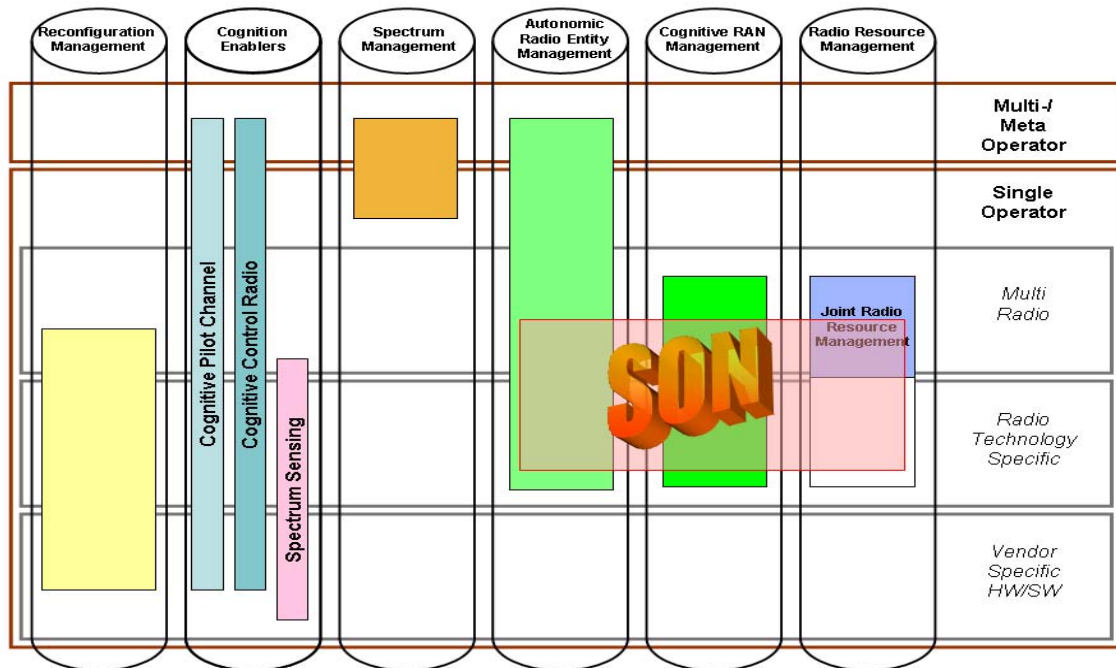 Reconfiguration
Management
Cognition
Enablers
Spectrum
Management
Autonomic
Radio Entity
Management
Cognitive RAN
Management
Radio Resource
Management
Multi-/
Meta
Operator
Single
Operator
Multi
Radio
Radio
Technology
Specific
Vendor
Specific
HW/SW
Cognitive Pilot Channel
Cognitive Control Radio
Spectrum Sensing
Joint Radio
Resource
Management
SON